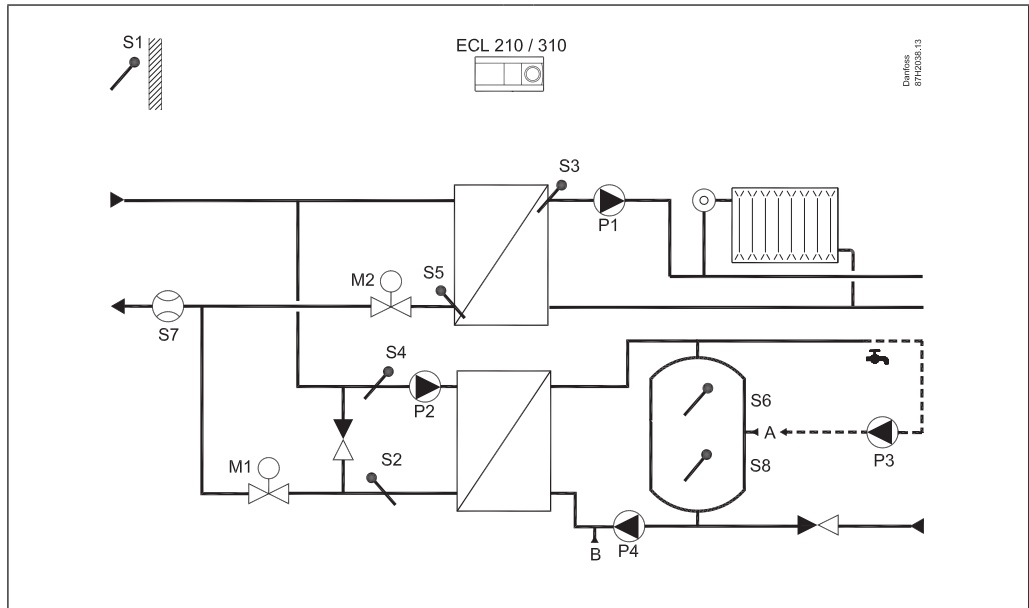 S1
ECL 210 / 310
Danfoss
87H2038.13
S3
P1
M2
S5
S7
S4
P2
S6
A
P3
S8
M1
S2
B
P4